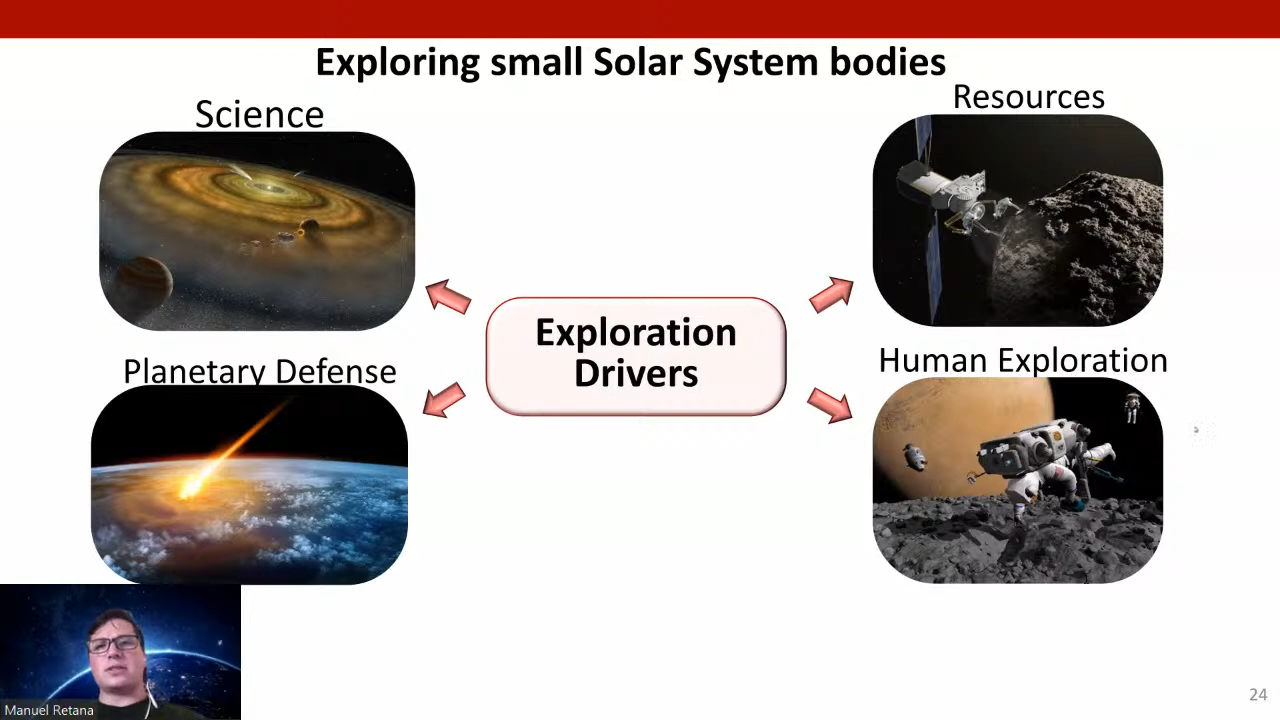 Exploring small Solar System bodies
Science
Resources
Exploration
Drivers
Planetary Defense
Human Exploration
Manuel Retana
24